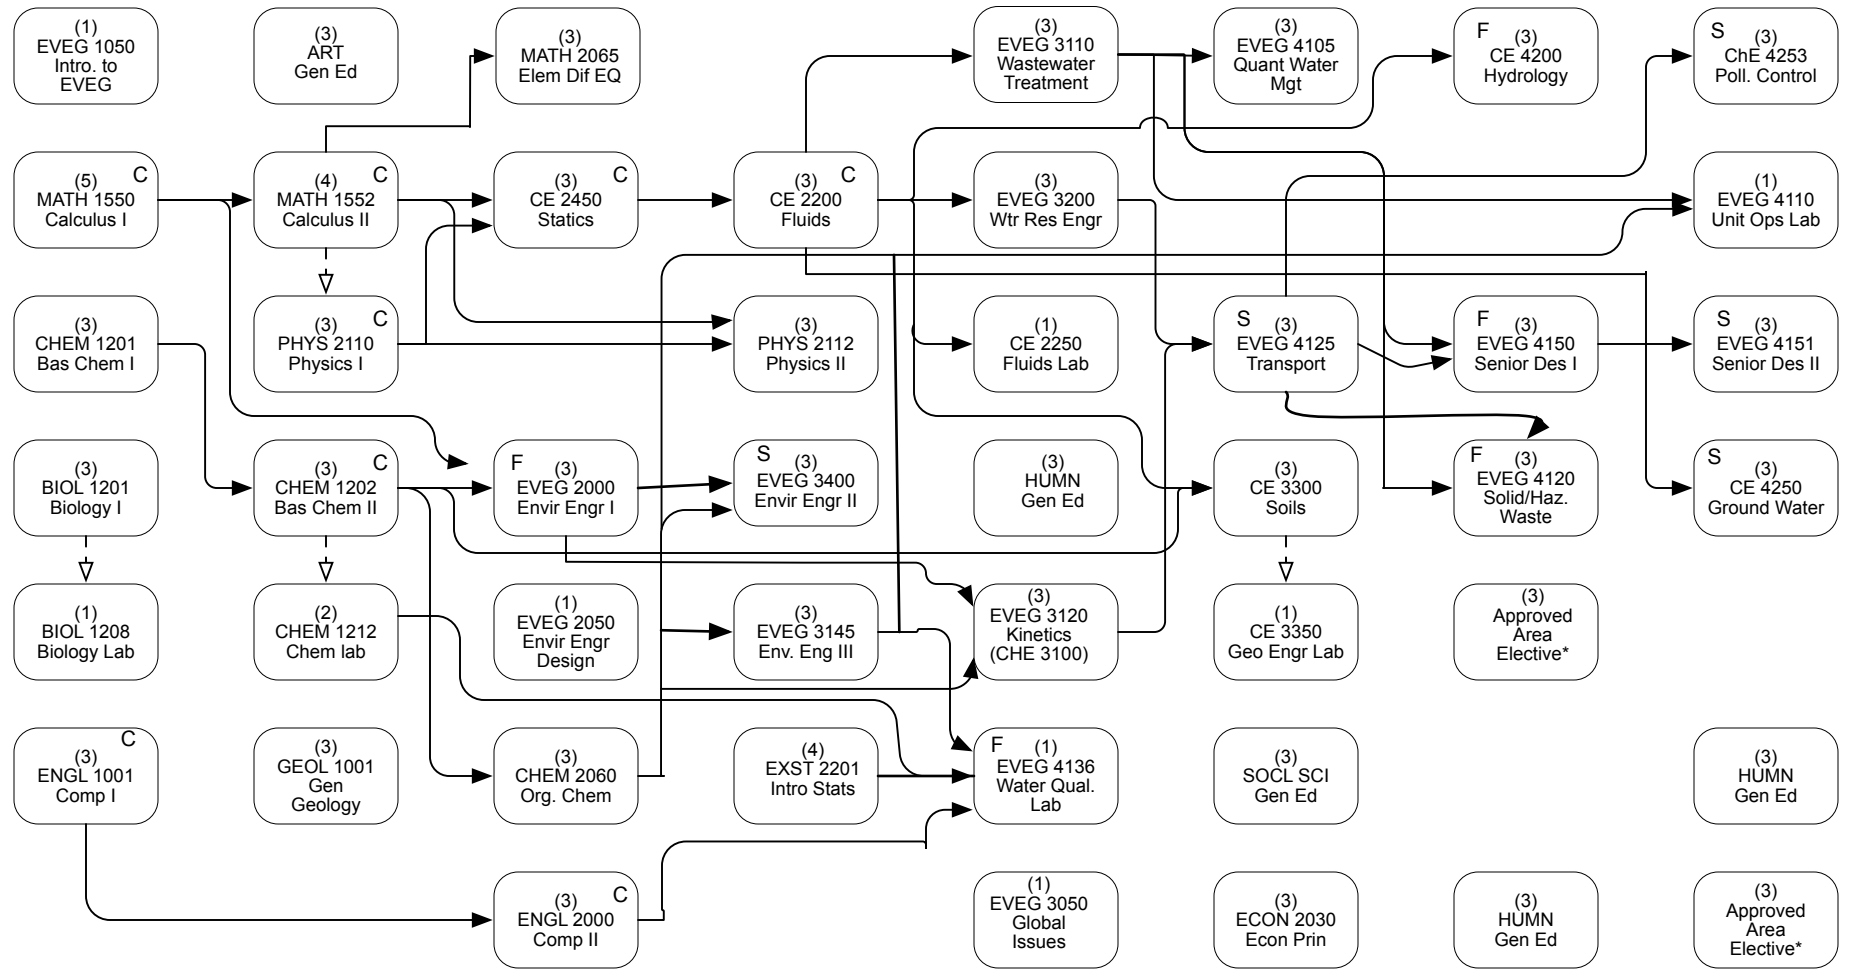 (1)
EVEG 1050
Intro. to
EVEG
(3)
ART
Gen Ed
(3)
MATH 2065
Elem Dif EQ
(3)
EVEG 3110
Wastewater
Treatment
(3)
EVEG 4105
Quant Water
Mgt
F (3)
CE 4200
Hydrology
S (3)
ChE 4253
Poll. Control
(5) C
MATH 1550
Calculus I
(4) C
MATH 1552
Calculus II
(3) C
CE 2450
Statics
(3) C
CE 2200
Fluids
(3)
EVEG 3200
Wtr Res Engr
(1)
EVEG 4110
Unit Ops Lab
(3)
CHEM 1201
Bas Chem I
(3) C
PHYS 2110
Physics I
(3)
PHYS 2112
Physics II
(1)
CE 2250
Fluids Lab
S (3)
EVEG 4125
Transport
F (3)
EVEG 4150
Senior Des I
S (3)
EVEG 4151
Senior Des II
(3)
BIOL 1201
Biology I
(3) C
CHEM 1202
Bas Chem II
F (3)
EVEG 2000
Envir Engr I
S (3)
EVEG 3400
Envir Engr II
(3)
HUMN
Gen Ed
(3)
CE 3300
Soils
F (3)
EVEG 4120
Solid/Haz.
Waste
S (3)
CE 4250
Ground Water
(1)
BIOL 1208
Biology Lab
(2)
CHEM 1212
Chem lab
(1)
EVEG 2050
Envir Engr
Design
(3)
EVEG 3145
Env. Eng III
(3)
EVEG 3120
Kinetics
(CHE 3100)
(1)
CE 3350
Geo Engr Lab
(3)
Approved
Area
Elective*
(3) C
ENGL 1001
Comp I
(3)
GEOL 1001
Gen
Geology
(3)
CHEM 2060
Org. Chem
(4)
EXST 2201
Intro Stats
F (1)
EVEG 4136
Water Qual.
Lab
(3)
SOCL SCI
Gen Ed
(3)
HUMN
Gen Ed
(3) C
ENGL 2000
Comp II
(1)
EVEG 3050
Global
Issues
(3)
ECON 2030
Econ Prin
(3)
HUMN
Gen Ed
(3)
Approved
Area
Elective*